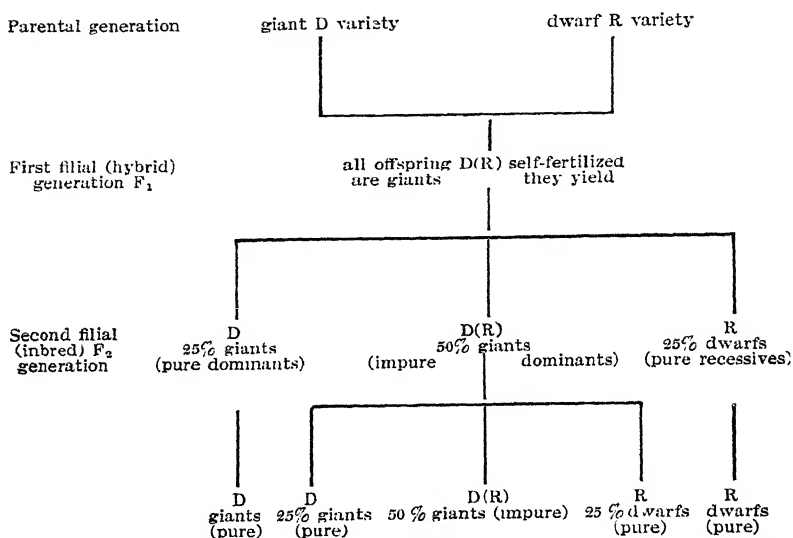 Parental generation
giant D variety
dwarf R variety
First filial (hybrid)
generation F₁
all offspring D(R) self-fertilized
are giants they yield
Second filial
(inbred) F₂
generation
D
25% giants
(pure dominants)
D(R)
50% giants
(impure dominants)
R
25% dwarfs
(pure recessives)
D
giants
(pure)
D
25% giants
(pure)
D(R)
50 % giants (impure)
R
25 % dwarfs
(pure)
R
dwarfs
(pure)